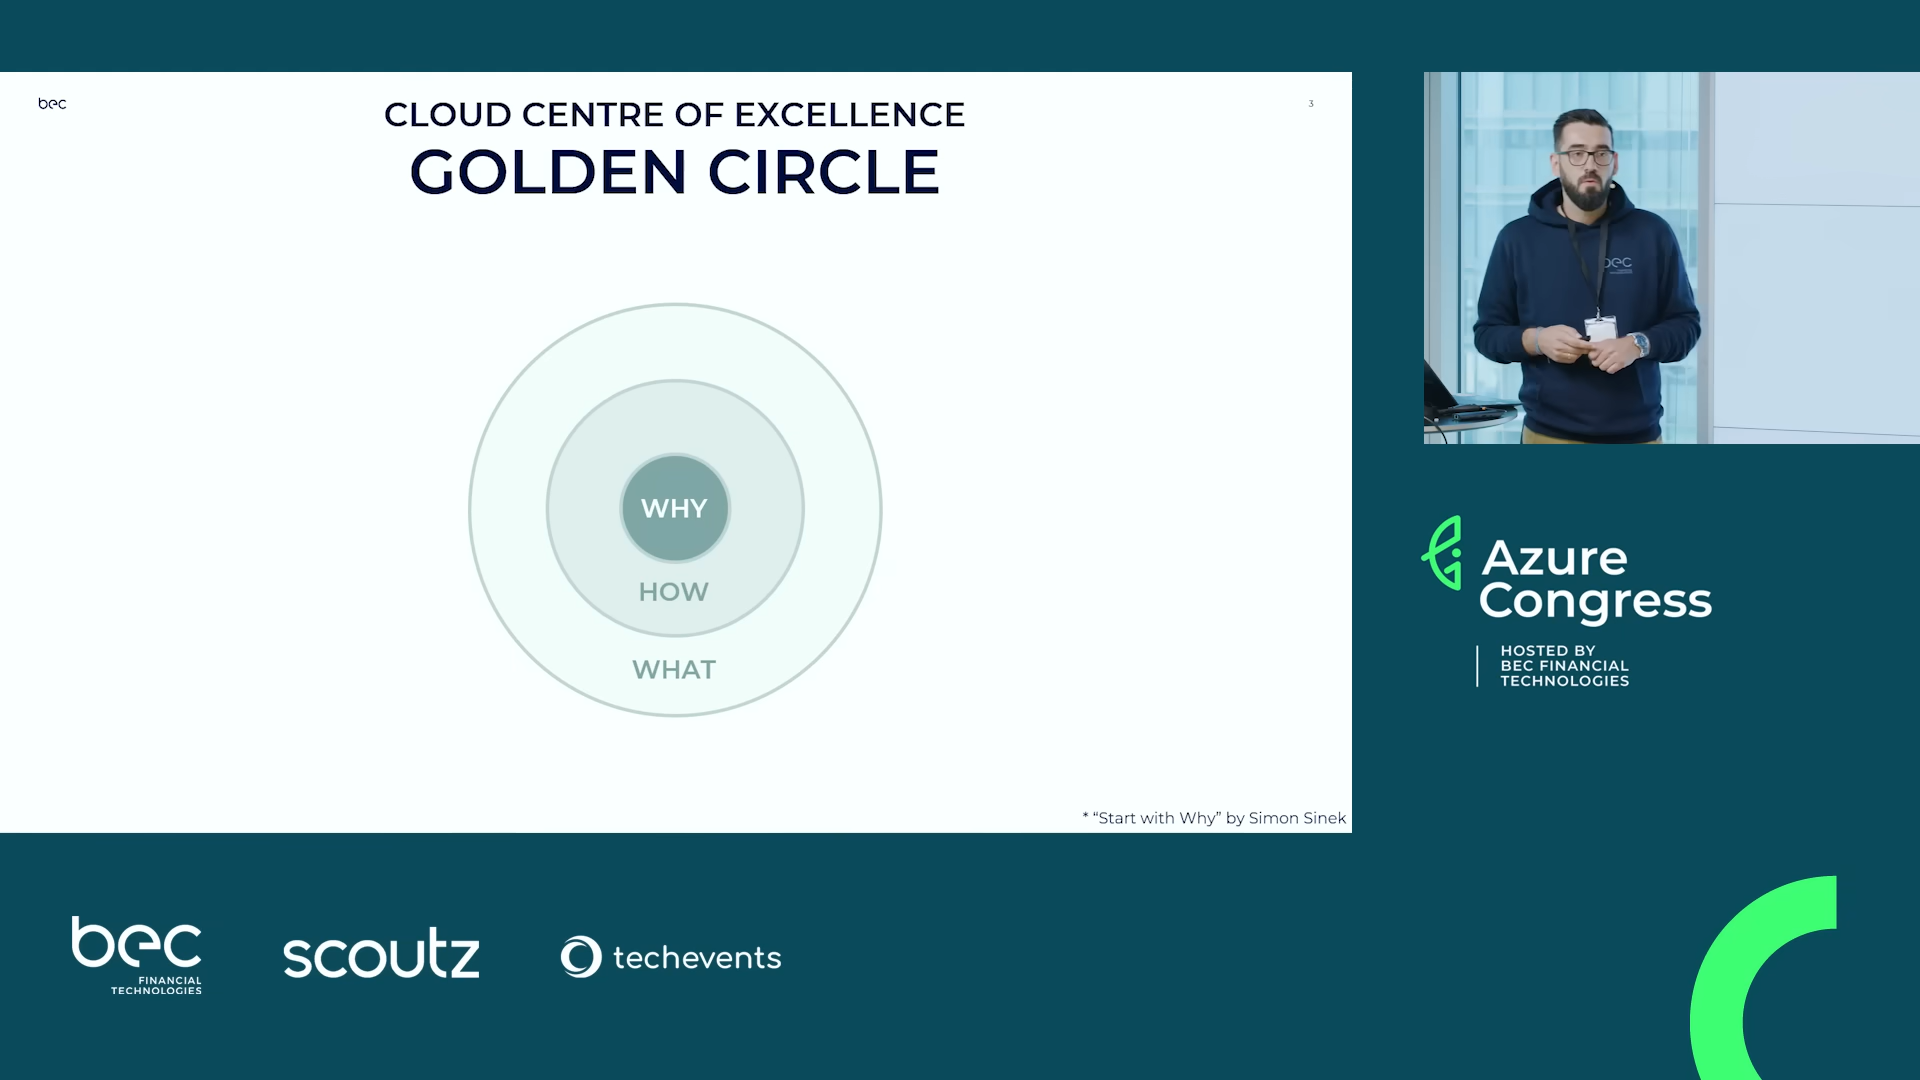 bec
3
CLOUD CENTRE OF EXCELLENCE
GOLDEN CIRCLE
WHY
HOW
WHAT
* “Start with Why” by Simon Sinek
bec
Azure
Congress
HOSTED BY
BEC FINANCIAL
TECHNOLOGIES
bec
FINANCIAL
TECHNOLOGIES
scoutz
techevents